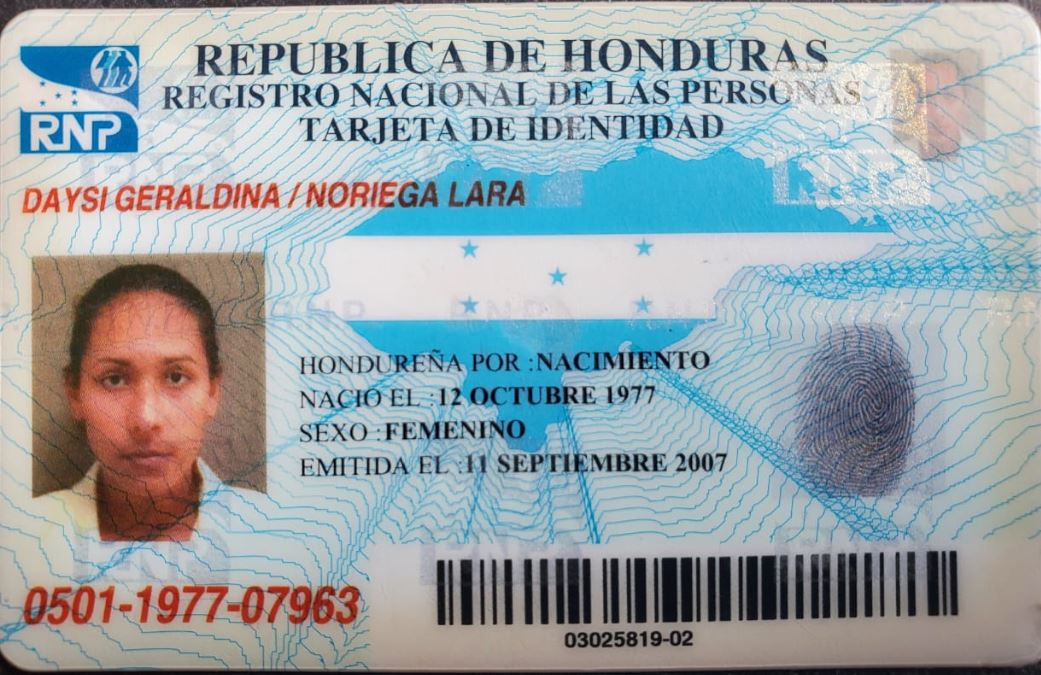 REPUBLICA DE HONDURAS
REGISTRO NACIONAL DE LAS PERSONAS
TARJETA DE IDENTIDAD
RNP
DAYSI GERALDINA / NORIEGA LARA
HONDUREÑA POR :NACIMIENTO
NACIO EL :12 OCTUBRE 1977
SEXO :FEMENINO
EMITIDA EL :11 SEPTIEMBRE 2007
0501-1977-07963
03025819-02